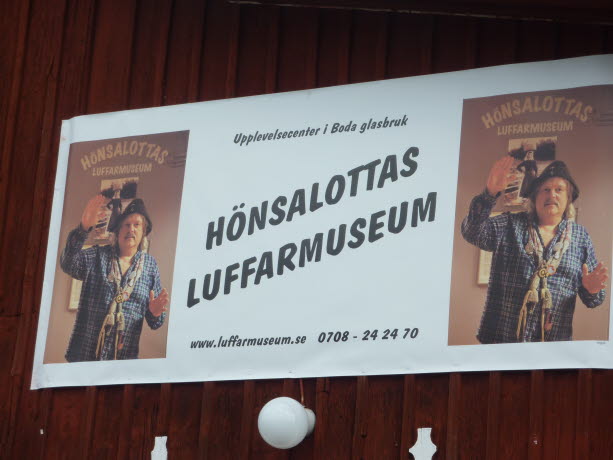 Upplevelsecenter i Boda glasbruk
HÖNSALOTTAS
LUFFARMUSEUM
www.luffarmuseum.se 0708 - 24 24 70
HÖNSALOTTAS
LUFFARMUSEUM
HÖNSALOTTAS
LUFFARMUSEUM